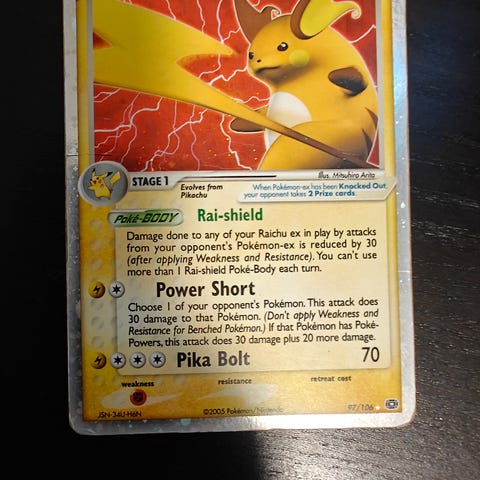 Illus. Mitsuhiro Arita
STAGE 1
Evolves from
Pikachu
When Pokémon-ex has been Knocked Out,
your opponent takes 2 Prize cards.
Poké-BODY Rai-shield
Damage done to any of your Raichu ex in play by attacks
from your opponent's Pokémon-ex is reduced by 30
(after applying Weakness and Resistance). You can't use
more than 1 Rai-shield Poké-Body each turn.
Power Short
Choose 1 of your opponent's Pokémon. This attack does
30 damage to that Pokémon. (Don't apply Weakness and
Resistance for Benched Pokémon.) If that Pokémon has Poké-
Powers, this attack does 30 damage plus 20 more damage.
Pika Bolt 70
weakness resistance retreat cost
JSN-34U-H6N
©2005 Pokémon/Nintendo
97/106